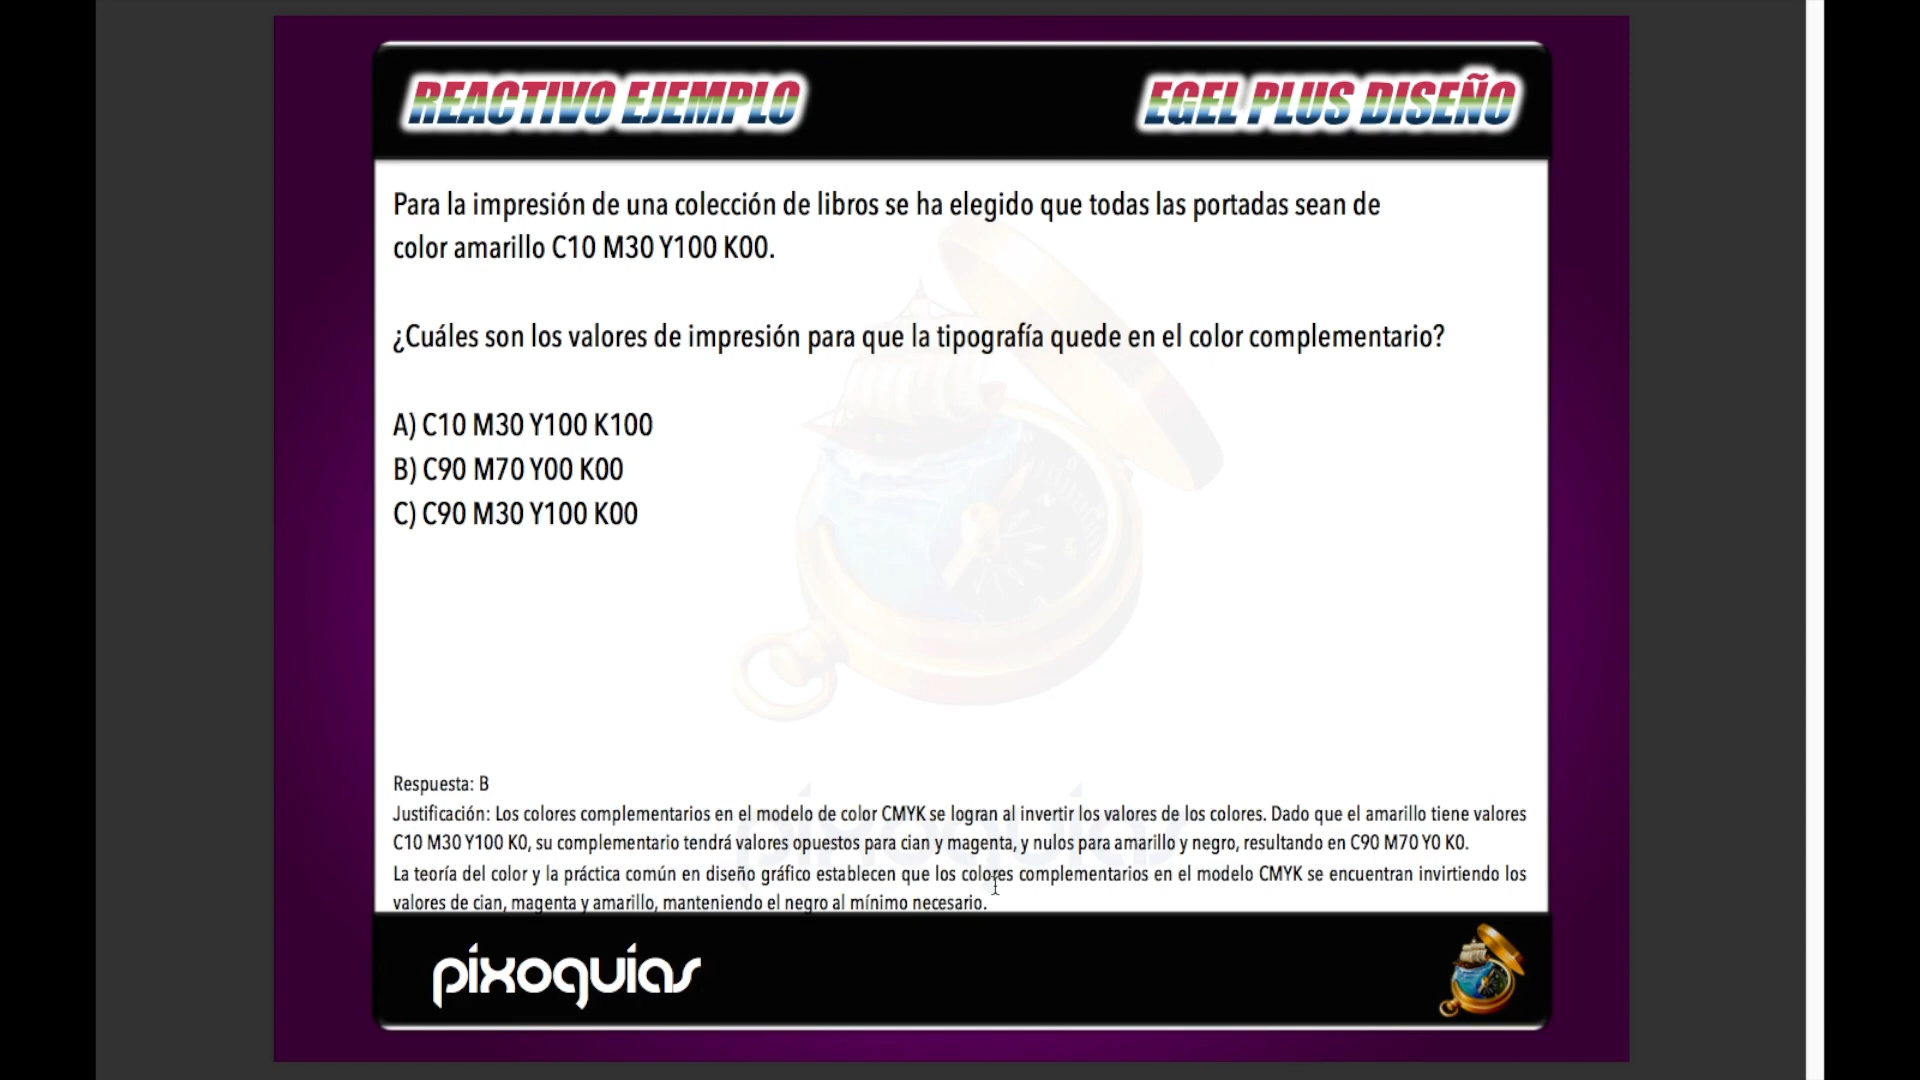 REACTIVO EJEMPLO
EGEL PLUS DISEÑO
Para la impresión de una colección de libros se ha elegido que todas las portadas sean de
color amarillo C10 M30 Y100 K00.
¿Cuáles son los valores de impresión para que la tipografía quede en el color complementario?
A) C10 M30 Y100 K100
B) C90 M70 Y00 K00
C) C90 M30 Y100 K00
Respuesta: B
Justificación: Los colores complementarios en el modelo de color CMYK se logran al invertir los valores de los colores. Dado que el amarillo tiene valores
C10 M30 Y100 K0, su complementario tendrá valores opuestos para cian y magenta, y nulos para amarillo y negro, resultando en C90 M70 Y0 K0.
La teoría del color y la práctica común en diseño gráfico establecen que los colores complementarios en el modelo CMYK se encuentran invirtiendo los
valores de cian, magenta y amarillo, manteniendo el negro al mínimo necesario.
pixoguias